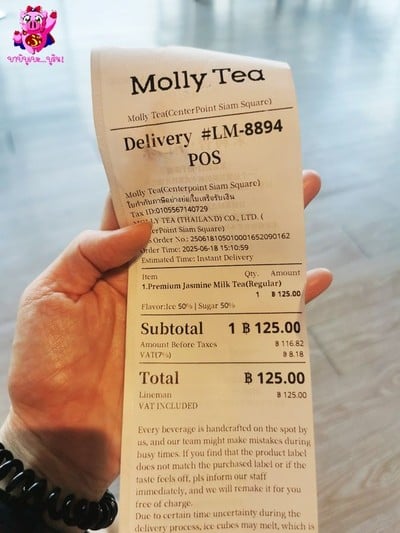 Molly Tea
Molly Tea(CenterPoint Siam Square)
Delivery #LM-8894
POS
Molly Tea(Centerpoint Siam Square)
ใบกำกับภาษีอย่างย่อ/ใบเสร็จรับเงิน
Tax ID:0105567140729
MOLLY TEA (THAILAND) CO., LTD. (
Centerpoint Siam Square)
Order No.: 25061810501000165209016​2
Order Time: 2025-06-18 15:10:59
Estimated Time: Instant Delivery
Item Qty. Amount
1.Premium Jasmine Milk Tea(Regular)
1 ฿ 125.00
Flavor:Ice 50% | Sugar 50%
Subtotal 1 ฿ 125.00
Amount Before Taxes ฿ 116.82
VAT(7%) ฿ 8.18
Total ฿ 125.00
Lineman ฿ 125.00
VAT INCLUDED
Every beverage is handcrafted on the spot by
us, and our team might make mistakes during
busy times. If you find that the product label
does not match the purchased label or if the
taste feels off, pls inform our staff
immediately, and we will remake it for you
free of charge.
Due to certain time uncertainty during the
delivery process, ice cubes may melt, which is